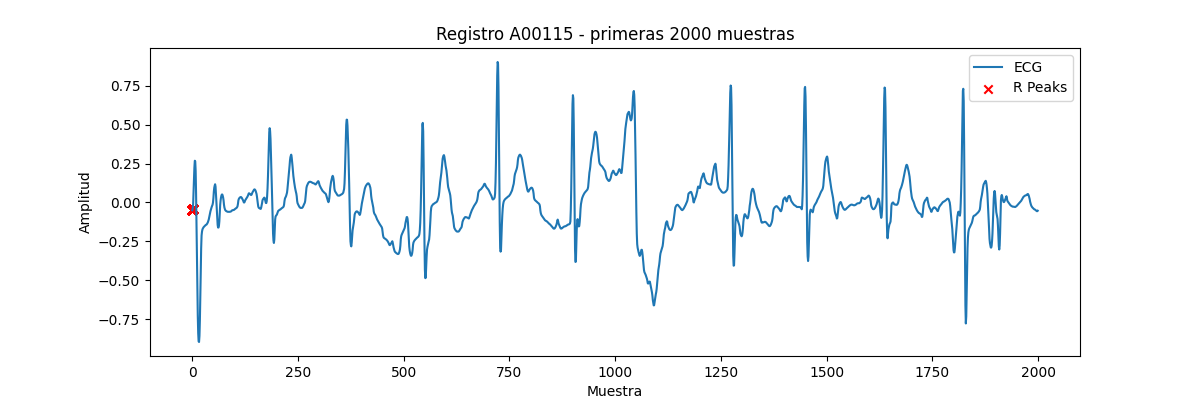 Registro A00115 - primeras 2000 muestras
ECG
R Peaks
Amplitud
0.75
0.50
0.25
0.00
−0.25
−0.50
−0.75
0 250 500 750 1000 1250 1500 1750 2000
Muestra